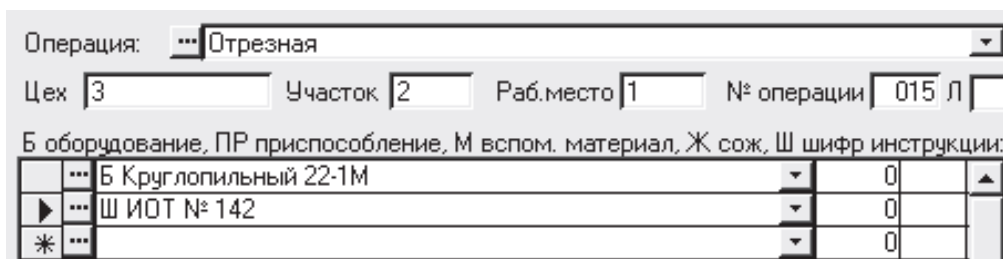 Операция: ... Отрезная
Цех 3 Участок 2 Раб.место 1 № операции 015 Л
Б оборудование, ПР приспособление, М вспом. материал, Ж сож, Ш шифр инструкции:
... Б Круглопильный 22-1М 0
... Ш ИОТ № 142 0
* ... 0